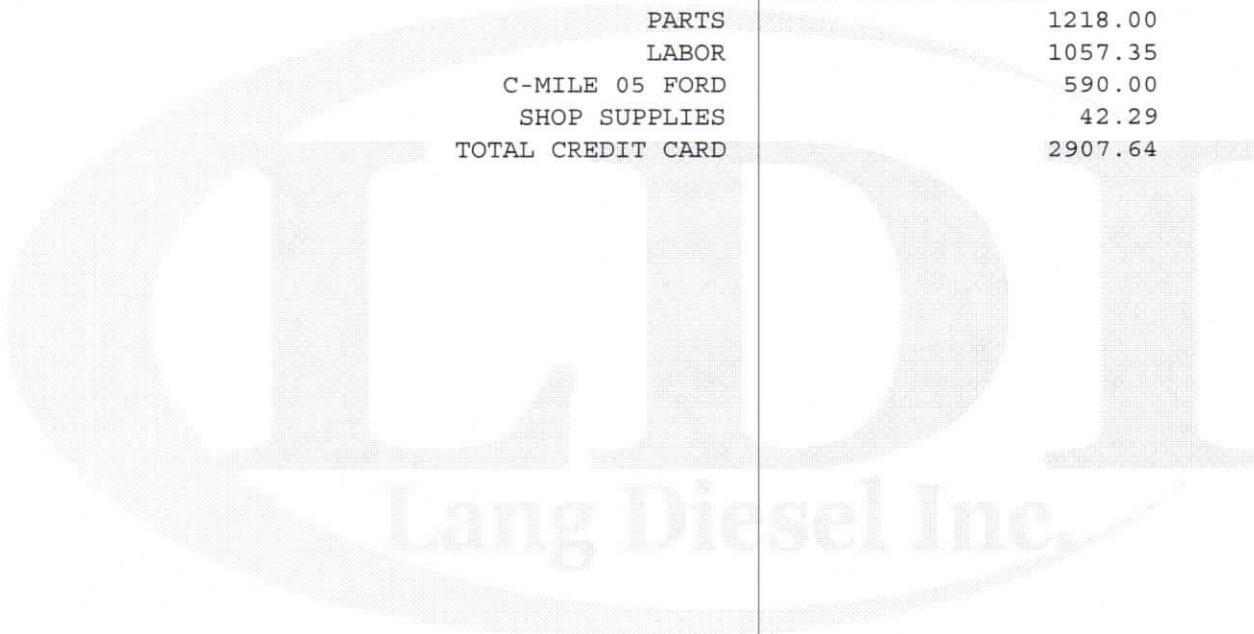 PARTS 1218.00
LABOR 1057.35
C-MILE 05 FORD 590.00
SHOP SUPPLIES 42.29
TOTAL CREDIT CARD 2907.64
LDI
Lang Diesel Inc.